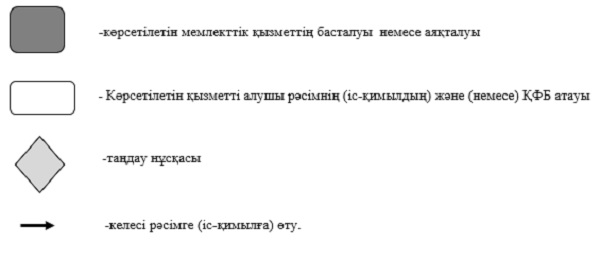 -көрсетілетін мемлекттік қызметтің басталуы немесе аяқталуы
- Көрсетілетін қызметті алушы рәсімнің (іс-қимылдың) және (немесе) ҚФБ атауы
-таңдау нұсқасы
-келесі рәсімге (іс-қимылға) өту.